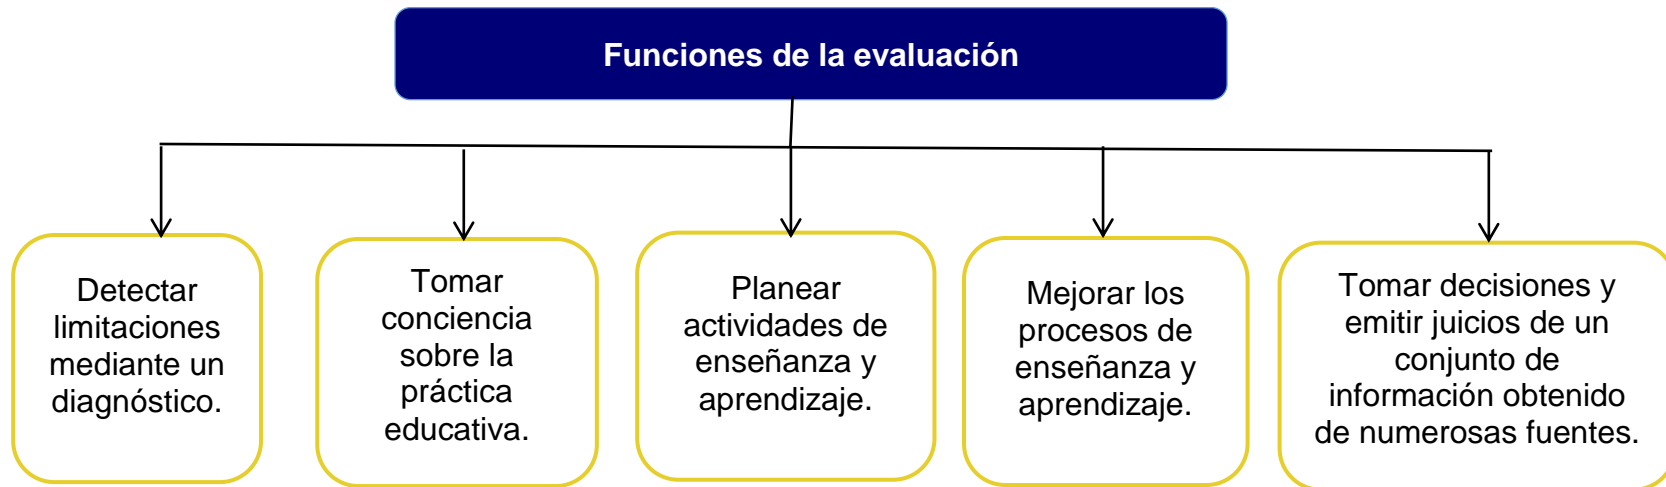 Funciones de la evaluación
Detectar
limitaciones
mediante un
diagnóstico.
Tomar
conciencia
sobre la
práctica
educativa.
Planear
actividades de
enseñanza y
aprendizaje.
Mejorar los
procesos de
enseñanza y
aprendizaje.
Tomar decisiones y
emitir juicios de un
conjunto de
información obtenido
de numerosas fuentes.